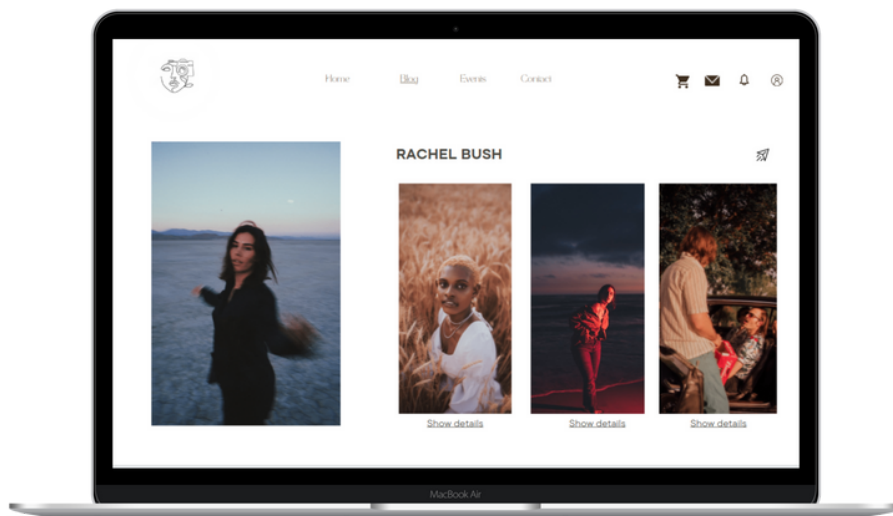 Home Blog Events Contact
RACHEL BUSH
Show details Show details Show details
MacBook Air